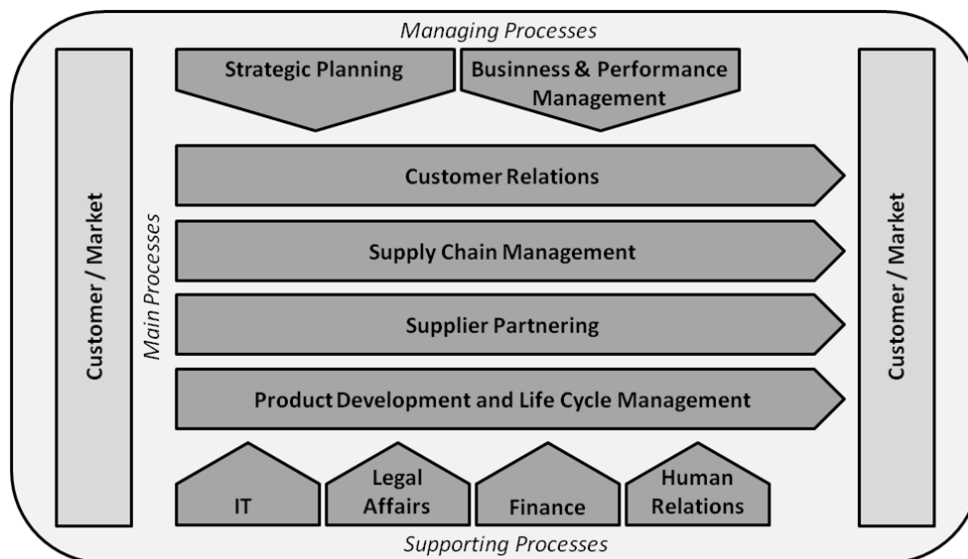 Managing Processes
Strategic Planning
Businness & Performance
Management
Customer / Market
Main Processes
Customer Relations
Supply Chain Management
Supplier Partnering
Product Development and Life Cycle Management
Customer / Market
IT
Legal
Affairs
Finance
Human
Relations
Supporting Processes